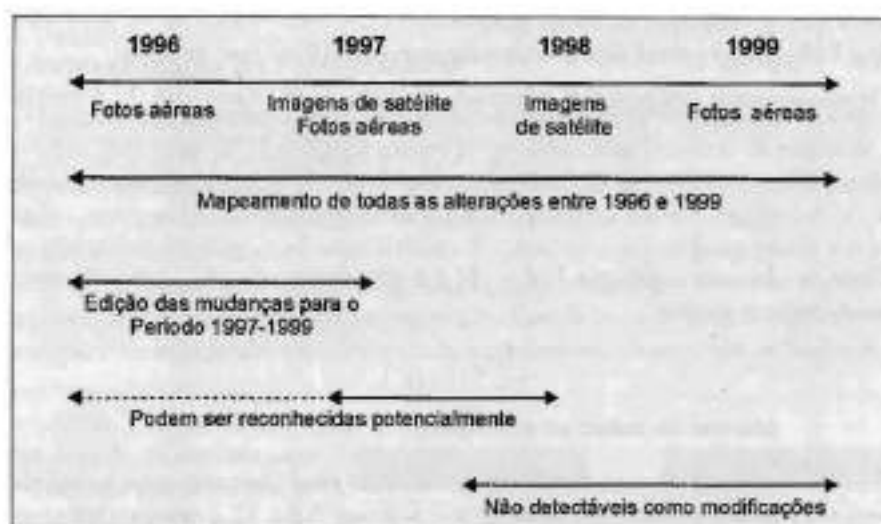 1996 1997 1998 1999
Fotos aéreas Imagens de satélite Imagens Fotos aéreas
Fotos aéreas de satélite
Mapeamento de todas as alterações entre 1996 e 1999
Edição das mudanças para o
Período 1997-1999
Podem ser reconhecidas potencialmente
Não detectáveis como modificações